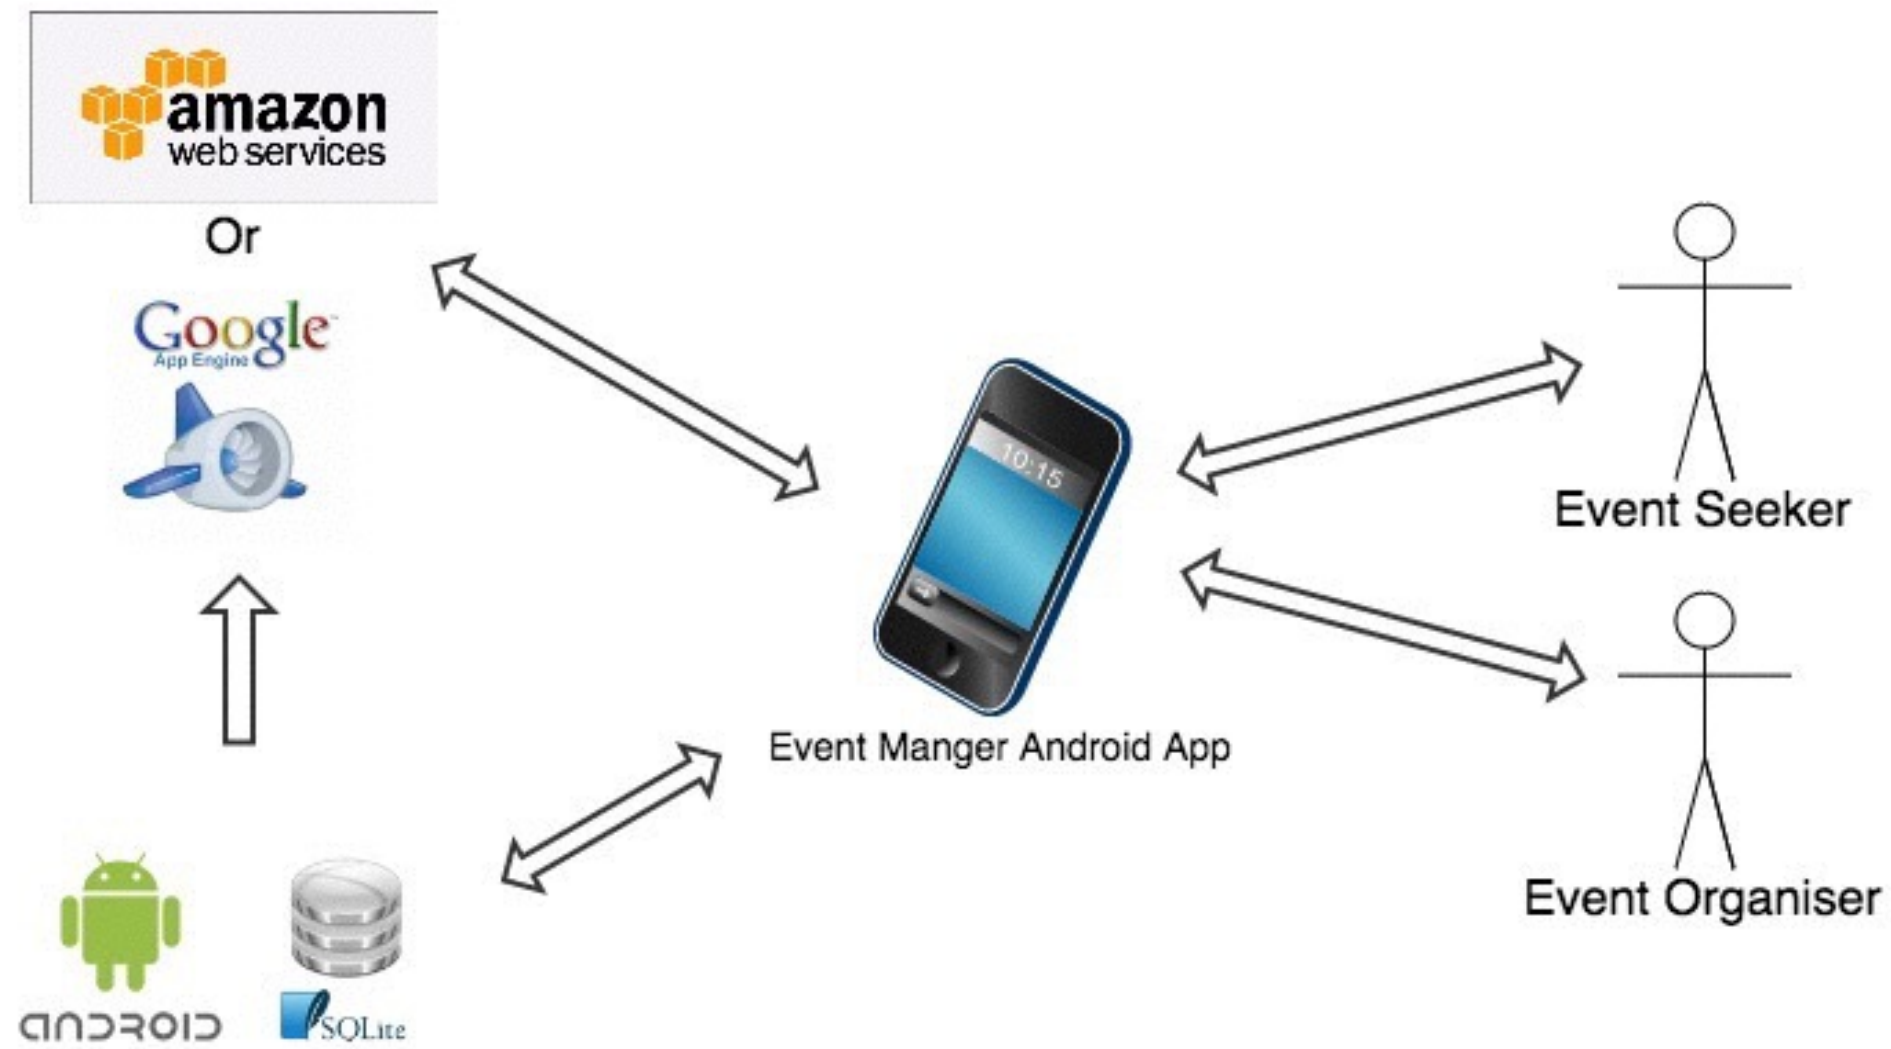 amazon
web services
Or
Google
App Engine
10:15
Event Seeker
Event Manger Android App
Event Organiser
ANDROID
SQLite